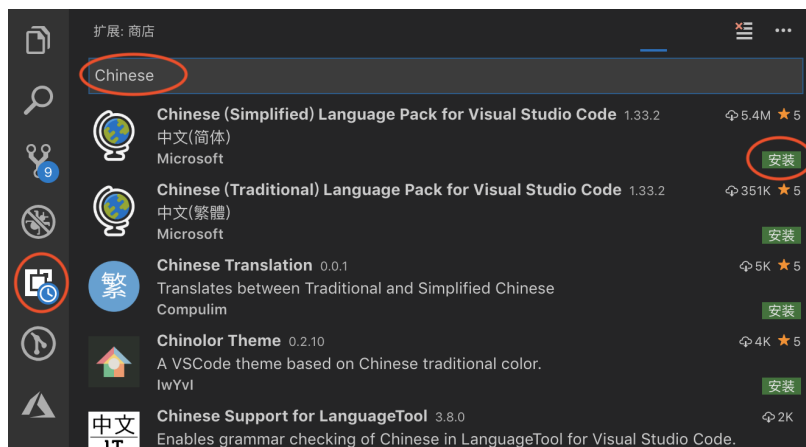 扩展: 商店
Chinese
Chinese (Simplified) Language Pack for Visual Studio Code 1.33.2 5.4M 5
中文(简体)
Microsoft 安装
Chinese (Traditional) Language Pack for Visual Studio Code 1.33.2 351K 5
中文(繁體)
Microsoft 安装
9
繁
Chinese Translation 0.0.1 5K 5
Translates between Traditional and Simplified Chinese
Compulim 安装
Chinolor Theme 0.2.10 4K 5
A VSCode theme based on Chinese traditional color.
IwYvI 安装
中文
Chinese Support for LanguageTool 3.8.0 2K
Enables grammar checking of Chinese in LanguageTool for Visual Studio Code.